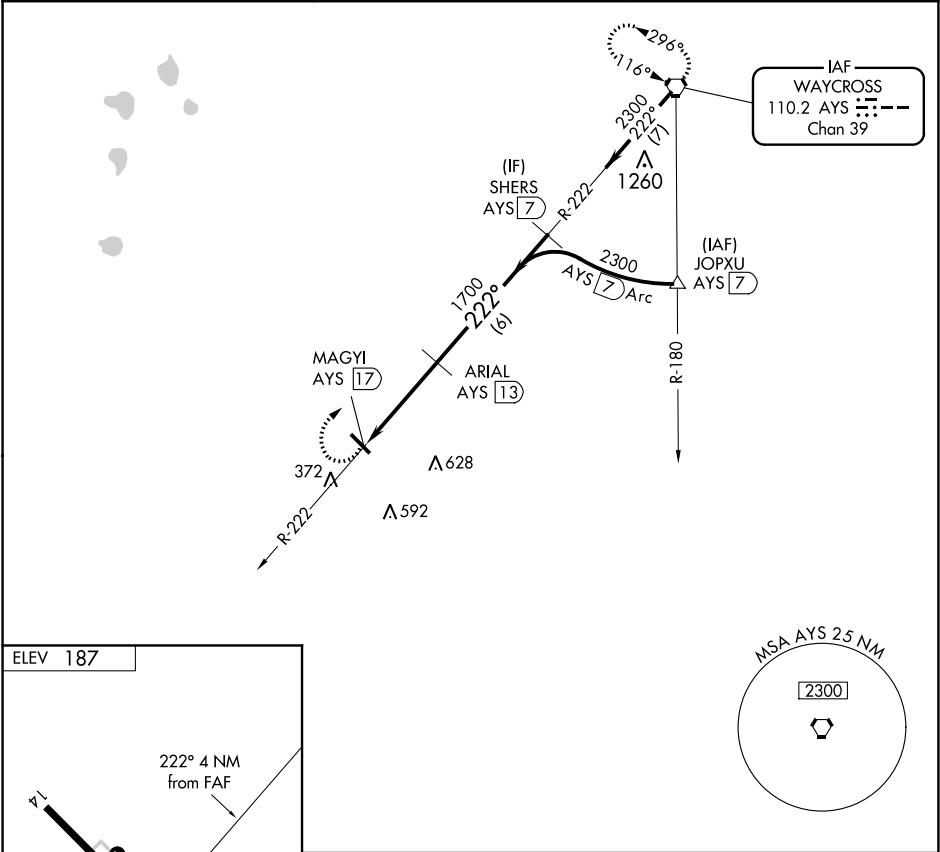 296°
116°
IAF
WAYCROSS
110.2 AYS
Chan 39
2300
222°
(7)
1260
(IF)
SHERS
AYS 7
R-222
2300
AYS 7 Arc
(IAF)
JOPXU
AYS 7
1700
222°
(6)
R-180
MAGYI
AYS 17
ARIAL
AYS 13
372
628
592
R-222
ELEV 187
222° 4 NM
from FAF
14
MSA AYS 25 NM
2300